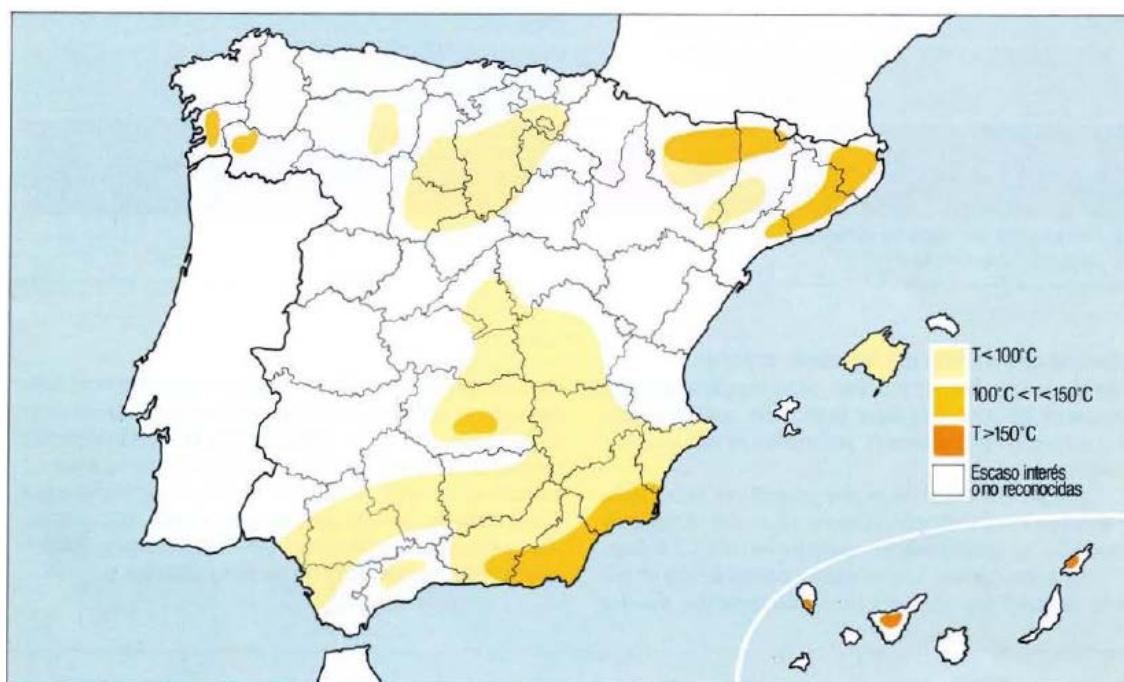 T<100°C
100°C <T<150°C
T>150°C
Escaso interés
o no reconocidas